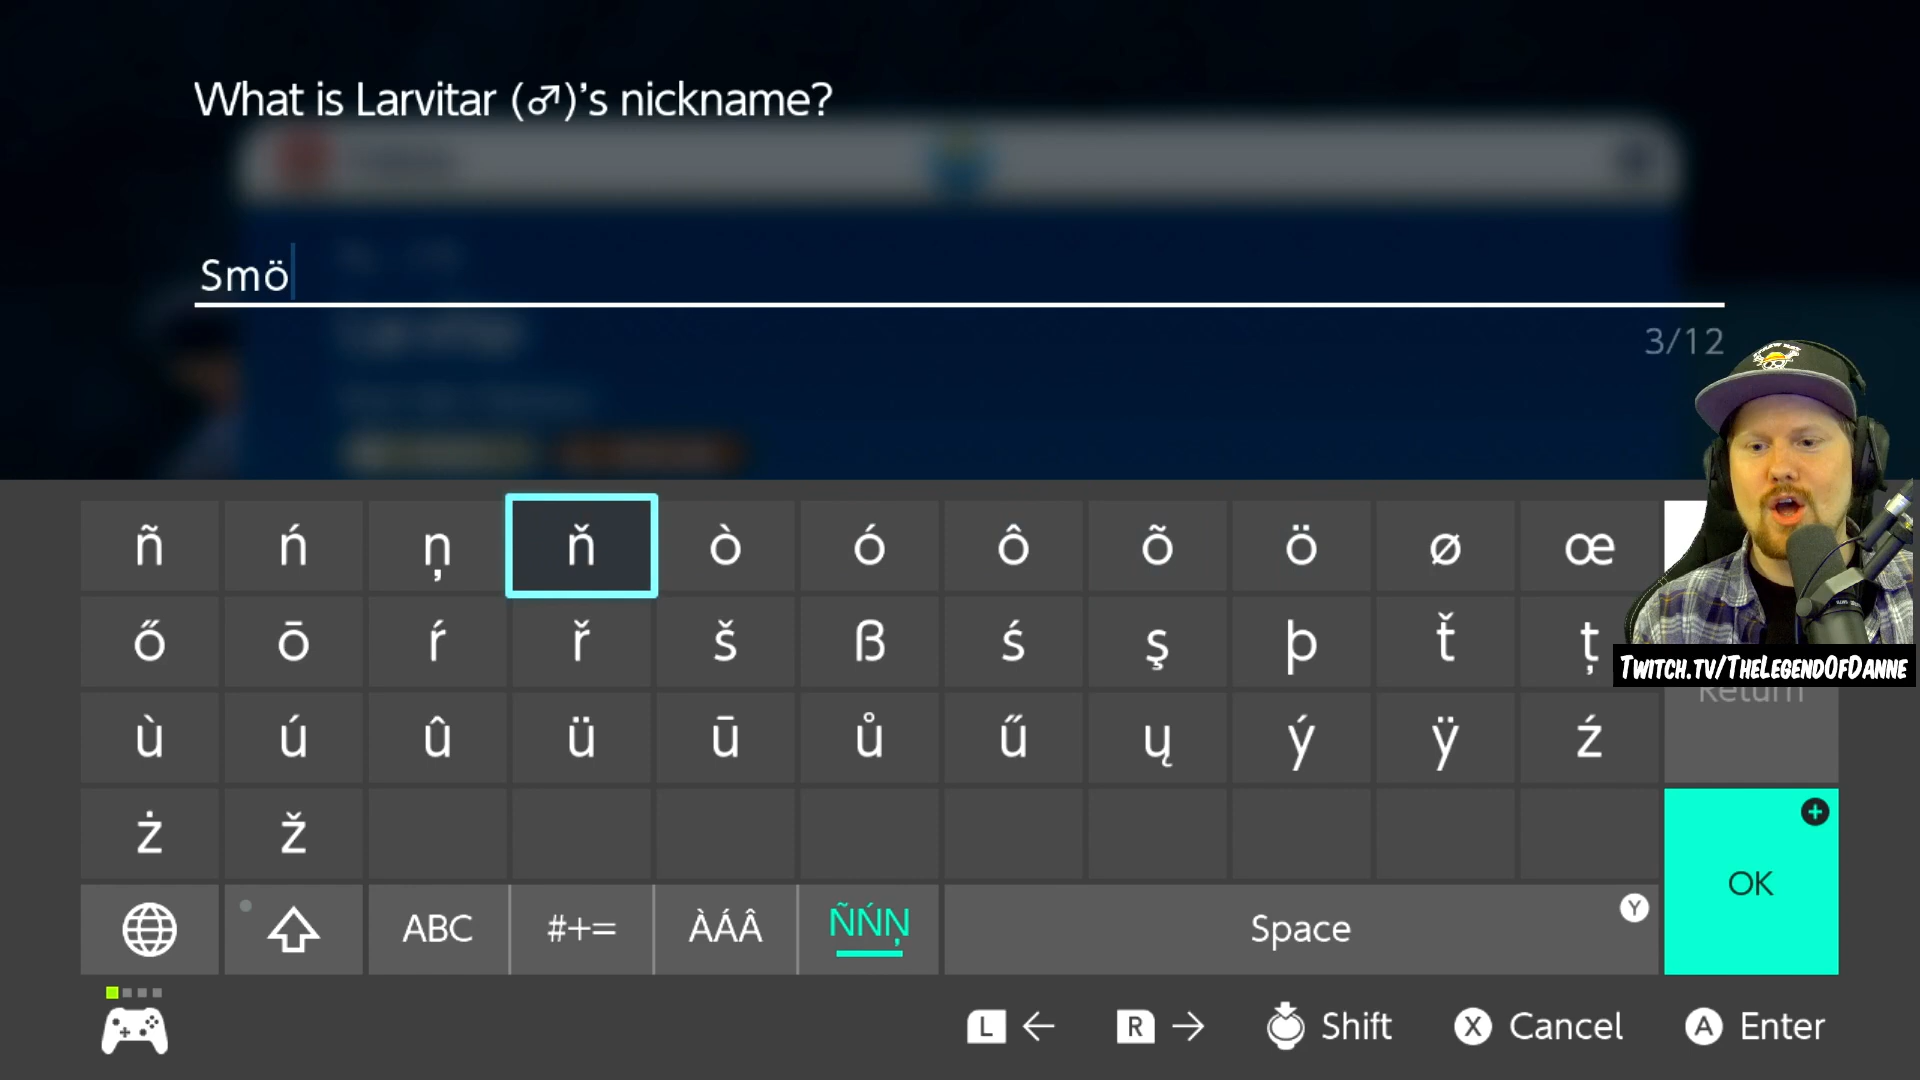 What is Larvitar (♂)'s nickname?
Smö
3/12
ñ ń ņ ň ò ó ô õ ö ø œ
ő ō ŕ ř š ß ś ş þ ť ț
Return
ù ú û ü ū ů ű ų ý ÿ ź
ż ž
ABC #+= ÀÁÂ ÑŃŅ Space Y
+ OK
L ← R → Shift X Cancel A Enter
TWITCH.TV/THELEGENDOFDANNE